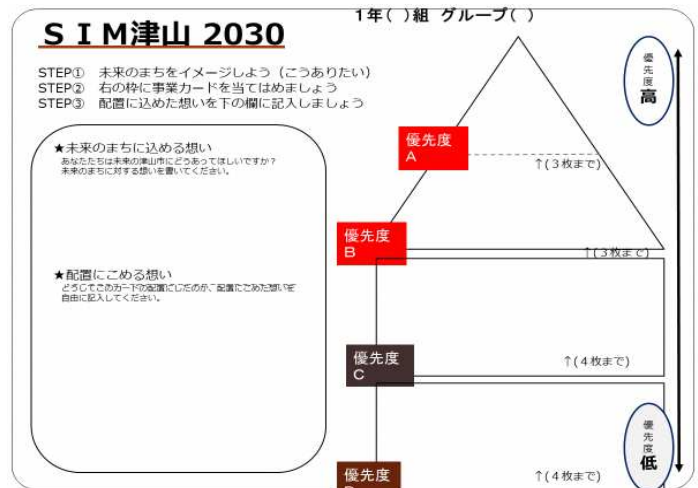 1年( )組 グループ( )
ＳＩＭ津山 2030
STEP① 未来のまちをイメージしよう（こうありたい）
STEP② 右の枠に事業カードを当てはめましょう
STEP③ 配置に込めた想いを下の欄に記入しましょう
★未来のまちに込める想い
あなたたちは未来の津山市にどうあってほしいですか？
未来のまちに対する想いを書いてください。
★配置にこめる想い
どうしてこのカードの配置にしたのか、配置にこめた想いを
自由に記入してください。
優先度
高
優先度
A
↑(３枚まで)
優先度
B
↑(３枚まで)
優先度
C
↑(４枚まで)
優先度
低
優先度
↑(４枚まで)